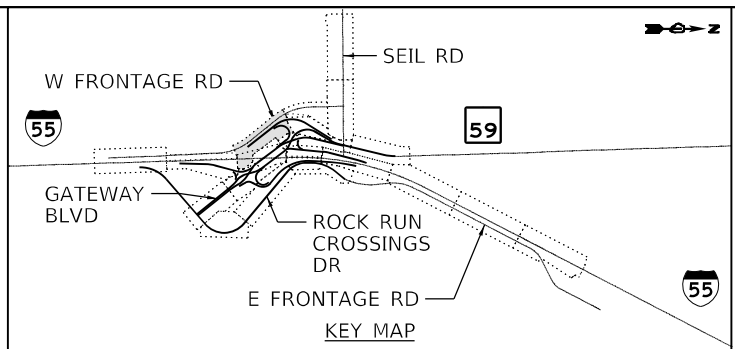 SEIL RD
Z
W FRONTAGE RD
55
59
GATEWAY
BLVD
ROCK RUN
CROSSINGS
DR
E FRONTAGE RD
55
KEY MAP